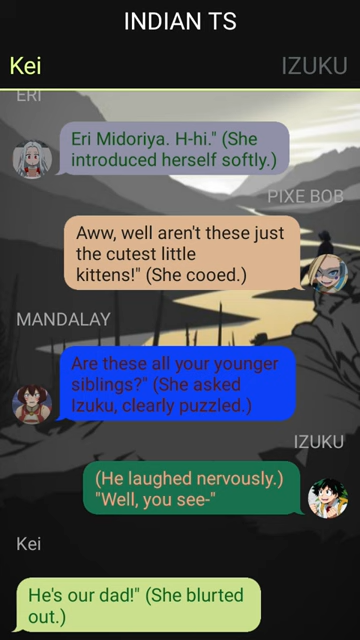 INDIAN TS
Kei
IZUKU
ERI
Eri Midoriya. H-hi." (She
introduced herself softly.)
PIXE BOB
Aww, well aren't these just
the cutest little
kittens!" (She cooed.)
MANDALAY
Are these all your younger
siblings?" (She asked
Izuku, clearly puzzled.)
IZUKU
(He laughed nervously.)
"Well, you see-"
Kei
He's our dad!" (She blurted
out.)